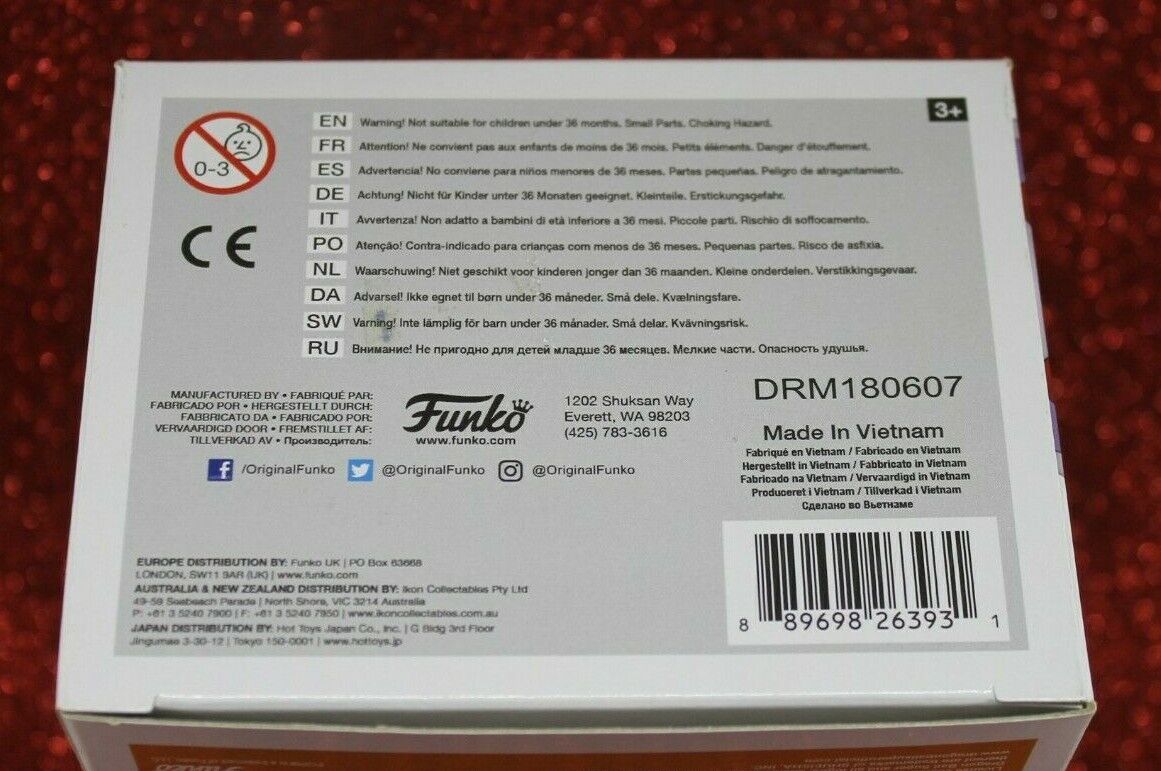 3+
0-3
CE
EN Warning! Not suitable for children under 36 months. Small Parts. Choking Hazard.
FR Attention! Ne convient pas aux enfants de moins de 36 mois. Petits éléments. Danger d'étouffement.
ES Advertencia! No conviene para niños menores de 36 meses. Partes pequeñas. Peligro de atragantamiento.
DE Achtung! Nicht für Kinder unter 36 Monaten geeignet. Kleinteile. Erstickungsgefahr.
IT Avvertenza! Non adatto a bambini di età inferiore a 36 mesi. Piccole parti. Rischio di soffocamento.
PO Atenção! Contra-indicado para crianças com menos de 36 meses. Pequenas partes. Risco de asfixia.
NL Waarschuwing! Niet geschikt voor kinderen jonger dan 36 maanden. Kleine onderdelen. Verstikkingsgevaar.
DA Advarsel! Ikke egnet til børn under 36 måneder. Små dele. Kvælningsfare.
SW Varning! Inte lämplig för barn under 36 månader. Små delar. Kvävningsrisk.
RU Внимание! Не пригодно для детей младше 36 месяцев. Мелкие части. Опасность удушья.
MANUFACTURED BY • FABRIQUÉ PAR:
FABRICADO POR • HERGESTELLT DURCH:
FABBRICATO DA • FABRICADO POR:
VERVAARDIGD DOOR • FREMSTILLET AF:
TILLVERKAD AV • Производитель:
Funko
www.funko.com
1202 Shuksan Way
Everett, WA 98203
(425) 783-3616
/OriginalFunko @OriginalFunko @OriginalFunko
DRM180607
Made In Vietnam
Fabriqué en Vietnam / Fabricado en Vietnam
Hergestellt in Vietnam / Fabbricato in Vietnam
Fabricado na Vietnam / Vervaardigd in Vietnam
Produceret i Vietnam / Tillverkad i Vietnam
Сделано во Вьетнаме
EUROPE DISTRIBUTION BY: Funko UK | PO Box 63668
LONDON, SW11 9AR (UK) | www.funko.com
AUSTRALIA & NEW ZEALAND DISTRIBUTION BY: Ikon Collectables Pty Ltd
49-59 Seabeach Parade | North Shore, VIC 3214 Australia
P: +61 3 5240 7900 | F: +61 3 5240 7950 | www.ikoncollectables.com.au
JAPAN DISTRIBUTION BY: Hot Toys Japan Co., Inc. | G Bldg 3rd Floor
Jingumae 3-30-12 | Tokyo 150-0001 | www.hottoys.jp
8 89698 26393 1
Funko